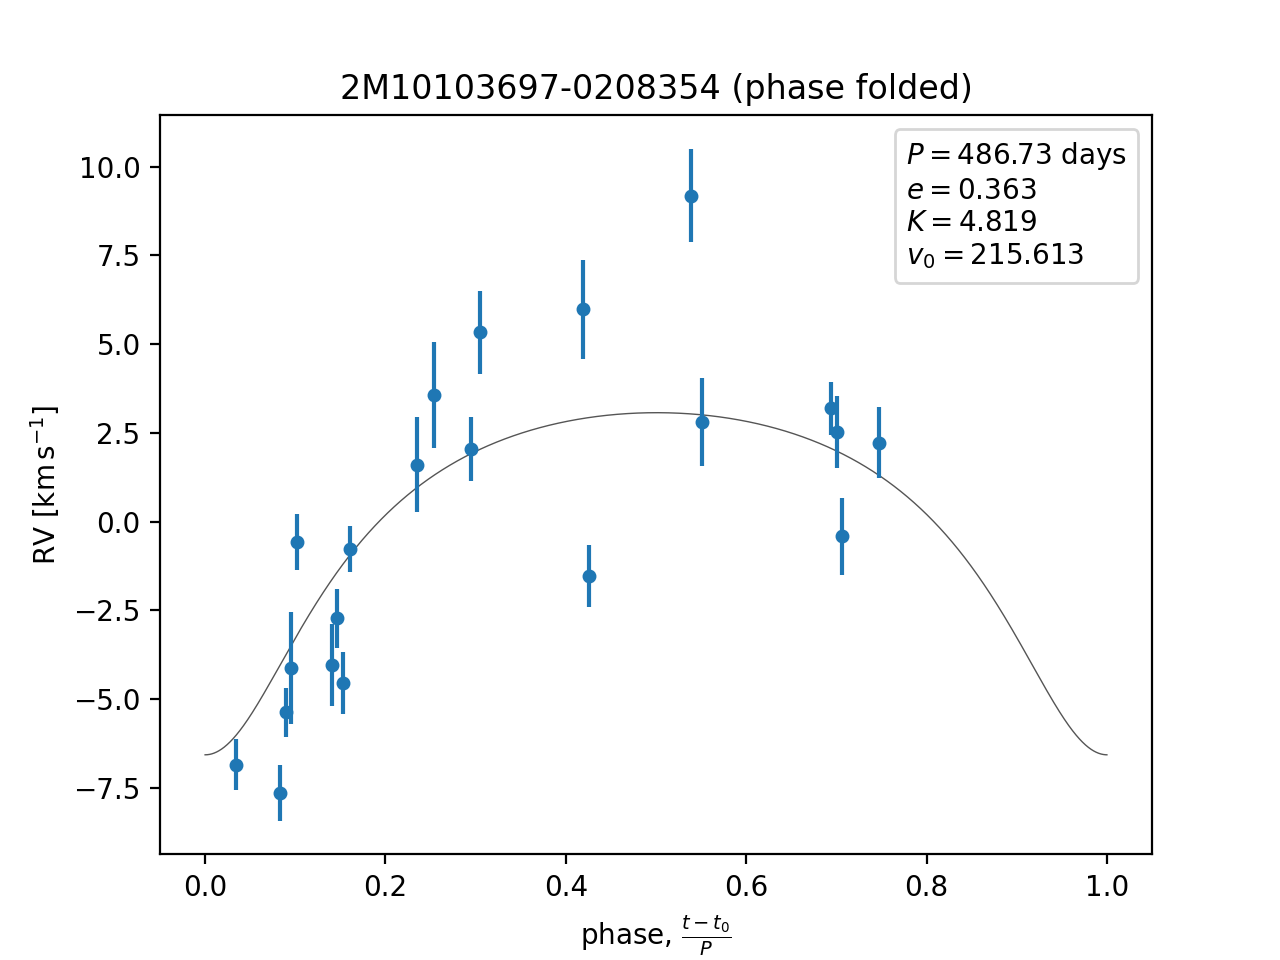 2M10103697-0208354 (phase folded)
P = 486.73 days
e = 0.363
K = 4.819
v₀ = 215.613
RV [km s⁻¹]
10.0
7.5
5.0
2.5
0.0
−2.5
−5.0
−7.5
0.0 0.2 0.4 0.6 0.8 1.0
phase, (t − t₀)/P